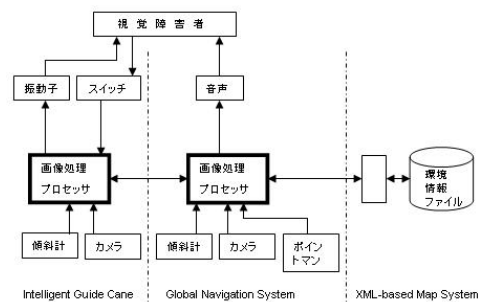 視覚障害者
振動子
スイッチ
音声
画像処理
プロセッサ
画像処理
プロセッサ
環境
情報
ファイル
傾斜計
カメラ
傾斜計
カメラ
ポイン
トマン
Intelligent Guide Cane
Global Navigation System
XML-based Map System